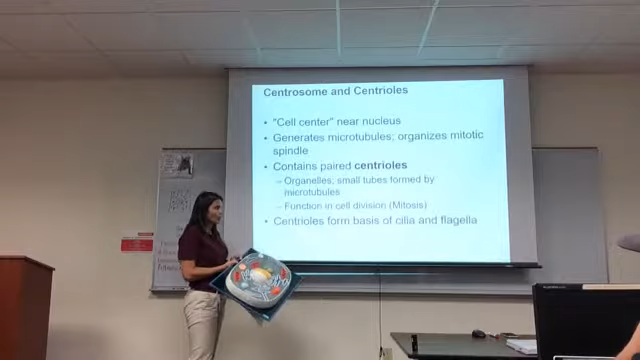 Centrosome and Centrioles
• "Cell center" near nucleus
• Generates microtubules; organizes mitotic
spindle
• Contains paired centrioles
– Organelles; small tubes formed by
microtubules
– Function in cell division (Mitosis)
• Centrioles form basis of cilia and flagella